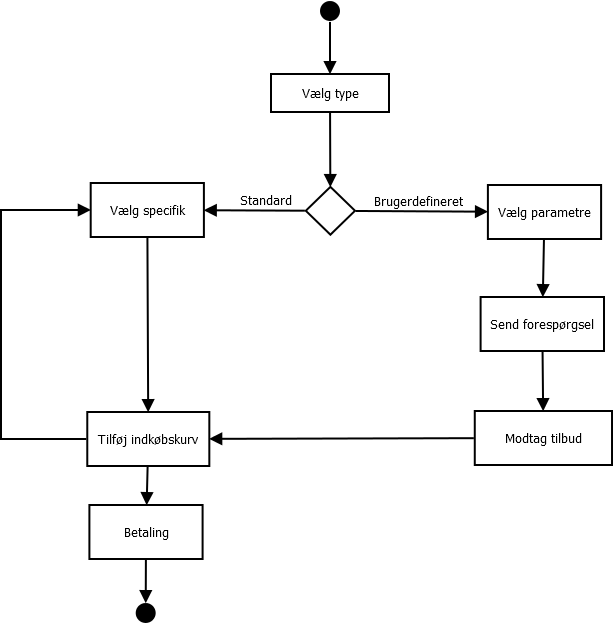 Vælg type
Standard
Brugerdefineret
Vælg specifik
Vælg parametre
Send forespørgsel
Tilføj indkøbskurv
Modtag tilbud
Betaling